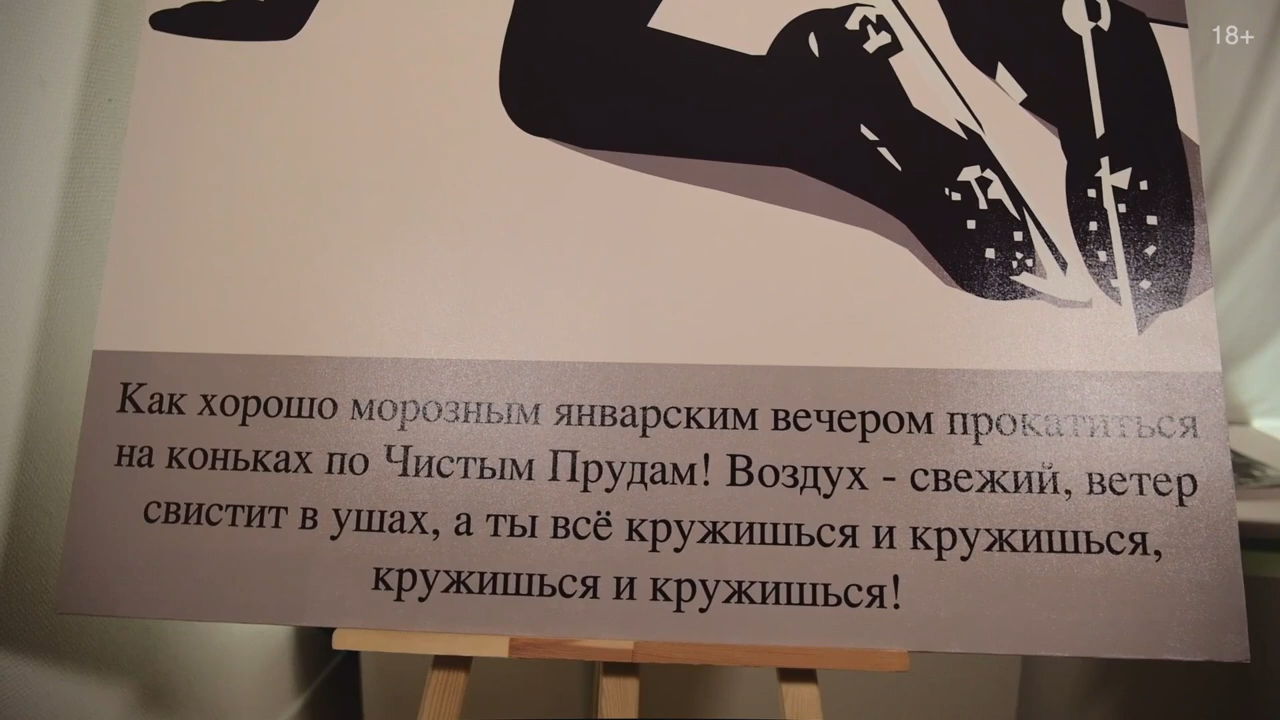 18+
Как хорошо морозным январским вечером прокатиться
на коньках по Чистым Прудам! Воздух - свежий, ветер
свистит в ушах, а ты всё кружишься и кружишься,
кружишься и кружишься!